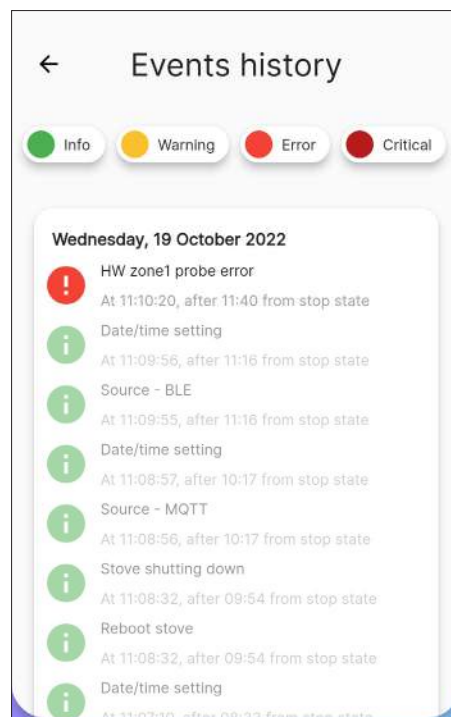 Events history
Info
Warning
Error
Critical
Wednesday, 19 October 2022
HW zone1 probe error
At 11:10:20, after 11:40 from stop state
Date/time setting
At 11:09:56, after 11:16 from stop state
Source - BLE
At 11:09:55, after 11:16 from stop state
Date/time setting
At 11:08:57, after 10:17 from stop state
Source - MQTT
At 11:08:56, after 10:17 from stop state
Stove shutting down
At 11:08:32, after 09:54 from stop state
Reboot stove
At 11:08:32, after 09:54 from stop state
Date/time setting